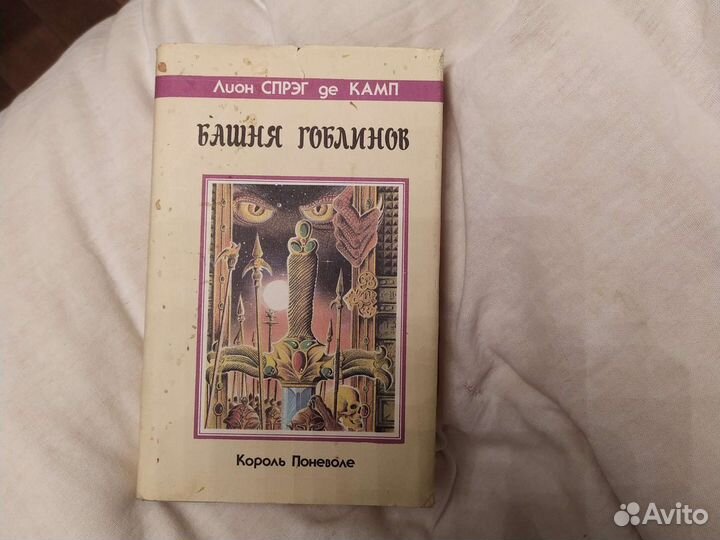 Лион СПРЭГ де КАМП
БАШНЯ ГОБЛИНОВ
Король Поневоле
Avito